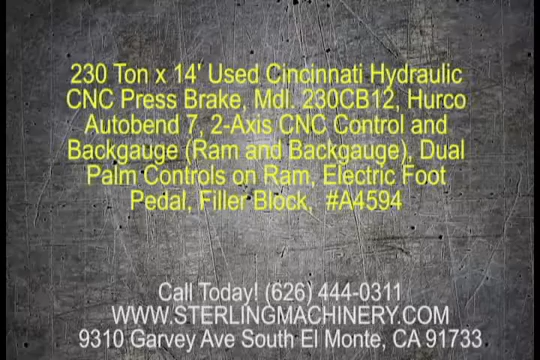 230 Ton x 14' Used Cincinnati Hydraulic
CNC Press Brake, Mdl. 230CB12, Hurco
Autobend 7, 2-Axis CNC Control and
Backgauge (Ram and Backgauge), Dual
Palm Controls on Ram, Electric Foot
Pedal, Filler Block,  #A4594
Call Today! (626) 444-0311
WWW.STERLINGMACHINERY.COM
9310 Garvey Ave South El Monte, CA 91733